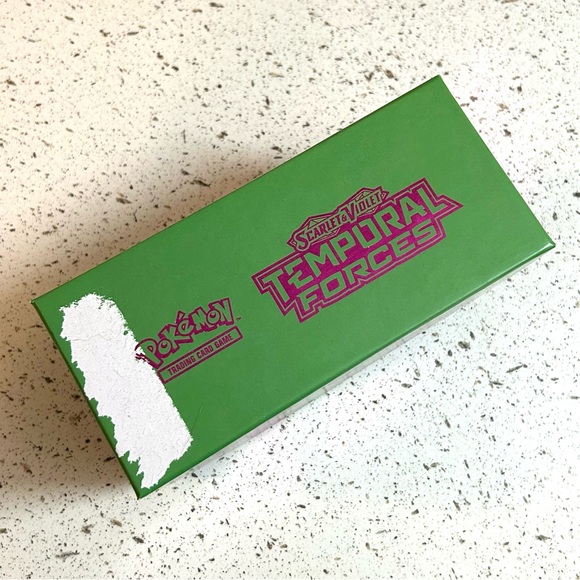 SCARLET & VIOLET
TEMPORAL
FORCES
POKéMON
TRADING CARD GAME